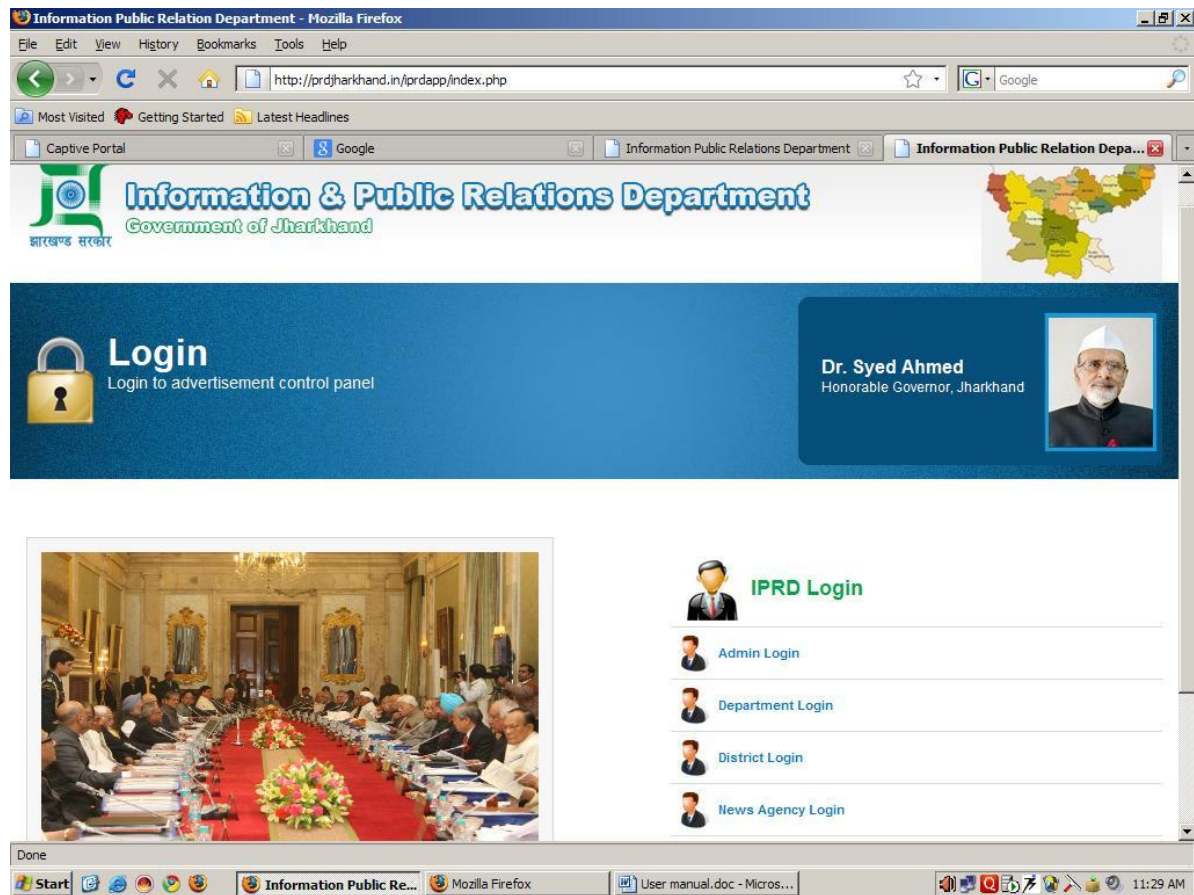 Information Public Relation Department - Mozilla Firefox
File Edit View History Bookmarks Tools Help
http://prdjharkhand.in/iprdapp/index.php
G Google
Most Visited Getting Started Latest Headlines
Captive Portal
Google
Information Public Relations Department
Information Public Relation Depa...
Information & Public Relations Department
Government of Jharkhand
झारखण्ड सरकार
Login
Login to advertisement control panel
Dr. Syed Ahmed
Honorable Governor, Jharkhand
IPRD Login
Admin Login
Department Login
District Login
News Agency Login
Done
Start
Information Public Re...
Mozilla Firefox
User manual.doc - Micros...
11:29 AM